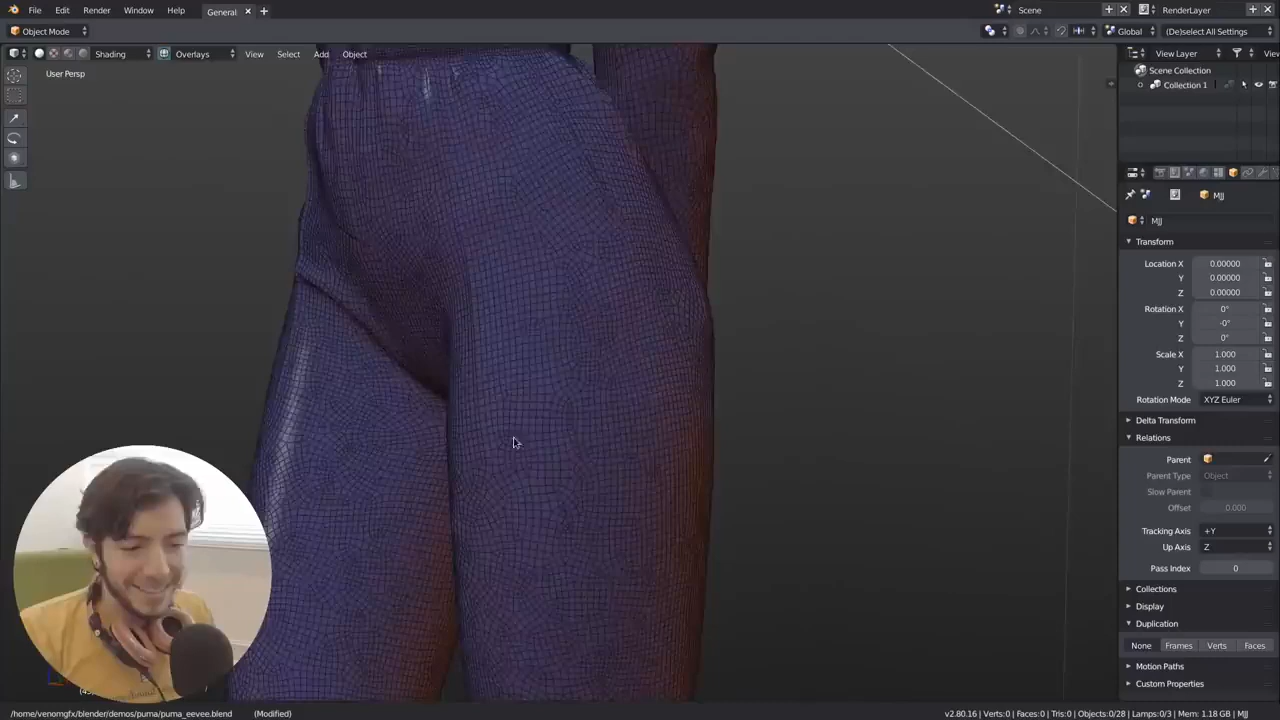 File Edit Render Window Help General Scene RenderLayer
Object Mode Global (De)select All Settings
Shading Overlays View Select Add Object View Layer
User Persp
Scene Collection
Collection 1
MJJ
MJJ
Transform
Location X 0.00000
Y 0.00000
Z 0.00000
Rotation X 0°
Y -0°
Z 0°
Scale X 1.000
Y 1.000
Z 1.000
Rotation Mode XYZ Euler
Delta Transform
Relations
Parent
Parent Type Object
Slow Parent
Offset 0.000
Tracking Axis +Y
Up Axis Z
Pass Index 0
Collections
Display
Duplication
None Frames Verts Faces
Motion Paths
Custom Properties
/home/venomgfx/blender/demos/puma/puma_eevee.blend (Modified) v2.80.16 | Verts:0 | Faces:0 | Tris:0 | Objects:0/28 | Lamps:0/3 | Mem: 1.18 GB | MJJ